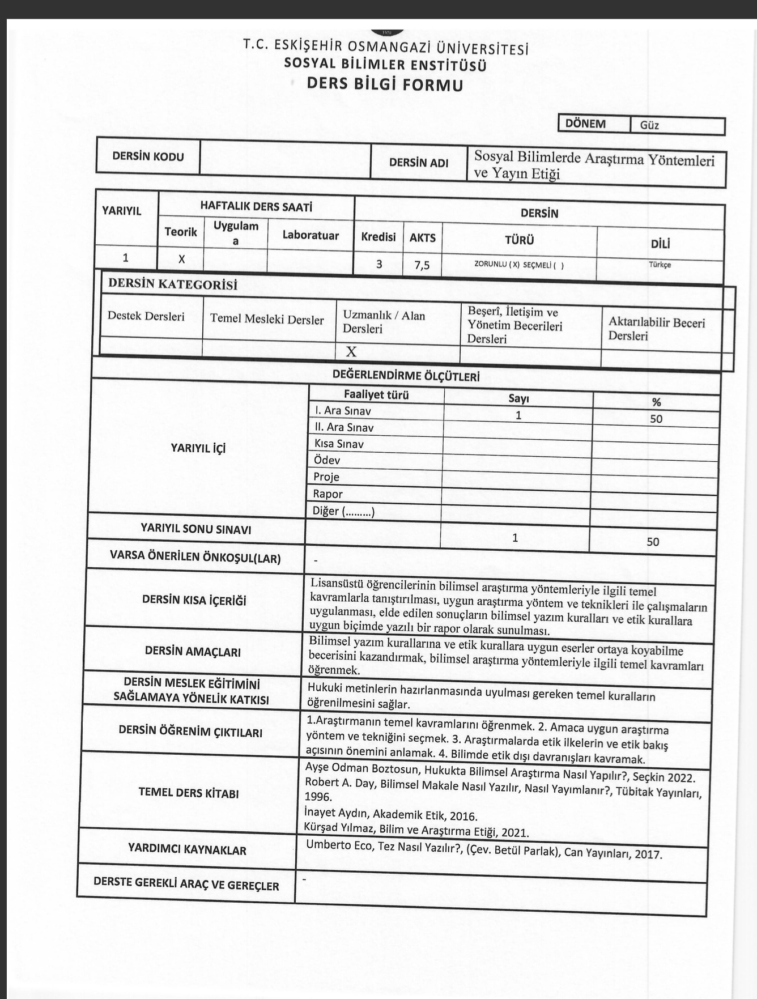 1970
T.C. ESKİŞEHİR OSMANGAZİ ÜNİVERSİTESİ
SOSYAL BİLİMLER ENSTİTÜSÜ
DERS BİLGİ FORMU
DÖNEM Güz
DERSİN KODU DERSİN ADI Sosyal Bilimlerde Araştırma Yöntemleri
ve Yayın Etiği
YARIYIL HAFTALIK DERS SAATİ DERSİN
Teorik Uygulam
a Laboratuar Kredisi AKTS TÜRÜ DİLİ
1 X 3 7,5 ZORUNLU (X) SEÇMELİ ( ) Türkçe
DERSİN KATEGORİSİ
Destek Dersleri Temel Mesleki Dersler Uzmanlık / Alan
Dersleri
Beşerî, İletişim ve
Yönetim Becerileri
Dersleri
Aktarılabilir Beceri
Dersleri
X
DEĞERLENDİRME ÖLÇÜTLERİ
YARIYIL İÇİ
Faaliyet türü Sayı %
I. Ara Sınav 1 50
II. Ara Sınav
Kısa Sınav
Ödev
Proje
Rapor
Diğer (.........)
YARIYIL SONU SINAVI 1 50
VARSA ÖNERİLEN ÖNKOŞUL(LAR) -
DERSİN KISA İÇERİĞİ
Lisansüstü öğrencilerinin bilimsel araştırma yöntemleriyle ilgili temel
kavramlarla tanıştırılması, uygun araştırma yöntem ve teknikleri ile çalışmaların
uygulanması, elde edilen sonuçların bilimsel yazım kuralları ve etik kurallara
uygun biçimde yazılı bir rapor olarak sunulması.
DERSİN AMAÇLARI
Bilimsel yazım kurallarına ve etik kurallara uygun eserler ortaya koyabilme
becerisini kazandırmak, bilimsel araştırma yöntemleriyle ilgili temel kavramları
öğrenmek.
DERSİN MESLEK EĞİTİMİNİ
SAĞLAMAYA YÖNELİK KATKISI
Hukuki metinlerin hazırlanmasında uyulması gereken temel kuralların
öğrenilmesini sağlar.
DERSİN ÖĞRENİM ÇIKTILARI
1.Araştırmanın temel kavramlarını öğrenmek. 2. Amaca uygun araştırma
yöntem ve tekniğini seçmek. 3. Araştırmalarda etik ilkelerin ve etik bakış
açısının önemini anlamak. 4. Bilimde etik dışı davranışları kavramak.
TEMEL DERS KİTABI
Ayşe Odman Boztosun, Hukukta Bilimsel Araştırma Nasıl Yapılır?, Seçkin 2022.
Robert A. Day, Bilimsel Makale Nasıl Yazılır, Nasıl Yayımlanır?, Tübitak Yayınları,
1996.
İnayet Aydın, Akademik Etik, 2016.
Kürşad Yılmaz, Bilim ve Araştırma Etiği, 2021.
YARDIMCI KAYNAKLAR
Umberto Eco, Tez Nasıl Yazılır?, (Çev. Betül Parlak), Can Yayınları, 2017.
DERSTE GEREKLİ ARAÇ VE GEREÇLER -